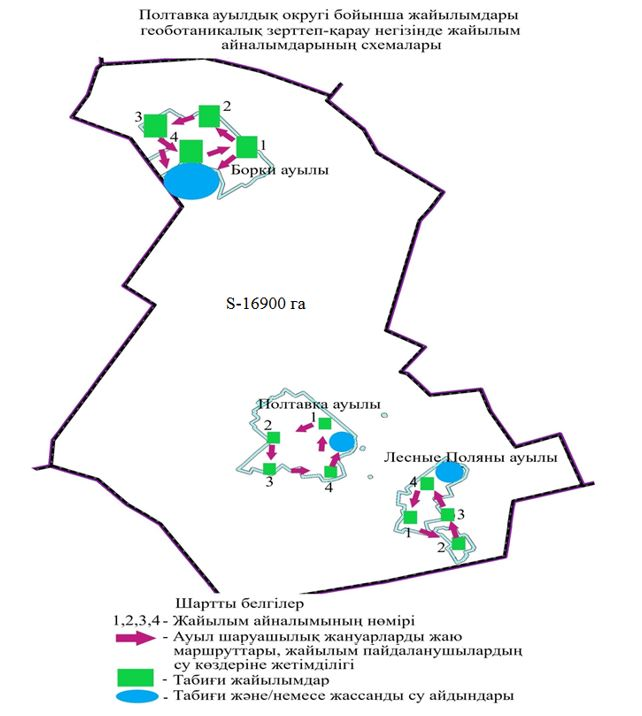 Полтавка ауылдық округі бойынша жайылымдары
геоботаникалық зерттеп-қарау негізінде жайылым
айналымдарының схемалары
3
2
4
1
Борки ауылы
S-16900 га
Полтавка ауылы
1
2
3
4
Лесные Поляны ауылы
4
3
1
2
Шартты белгілер
1,2,3,4 - Жайылым айналымының нөмірі
- Ауыл шаруашылық жануарларды жаю
маршруттары, жайылым пайдаланушылардың
су көздеріне жетімділігі
- Табиғи жайылымдар
- Табиғи және/немесе жассанды су айдындары